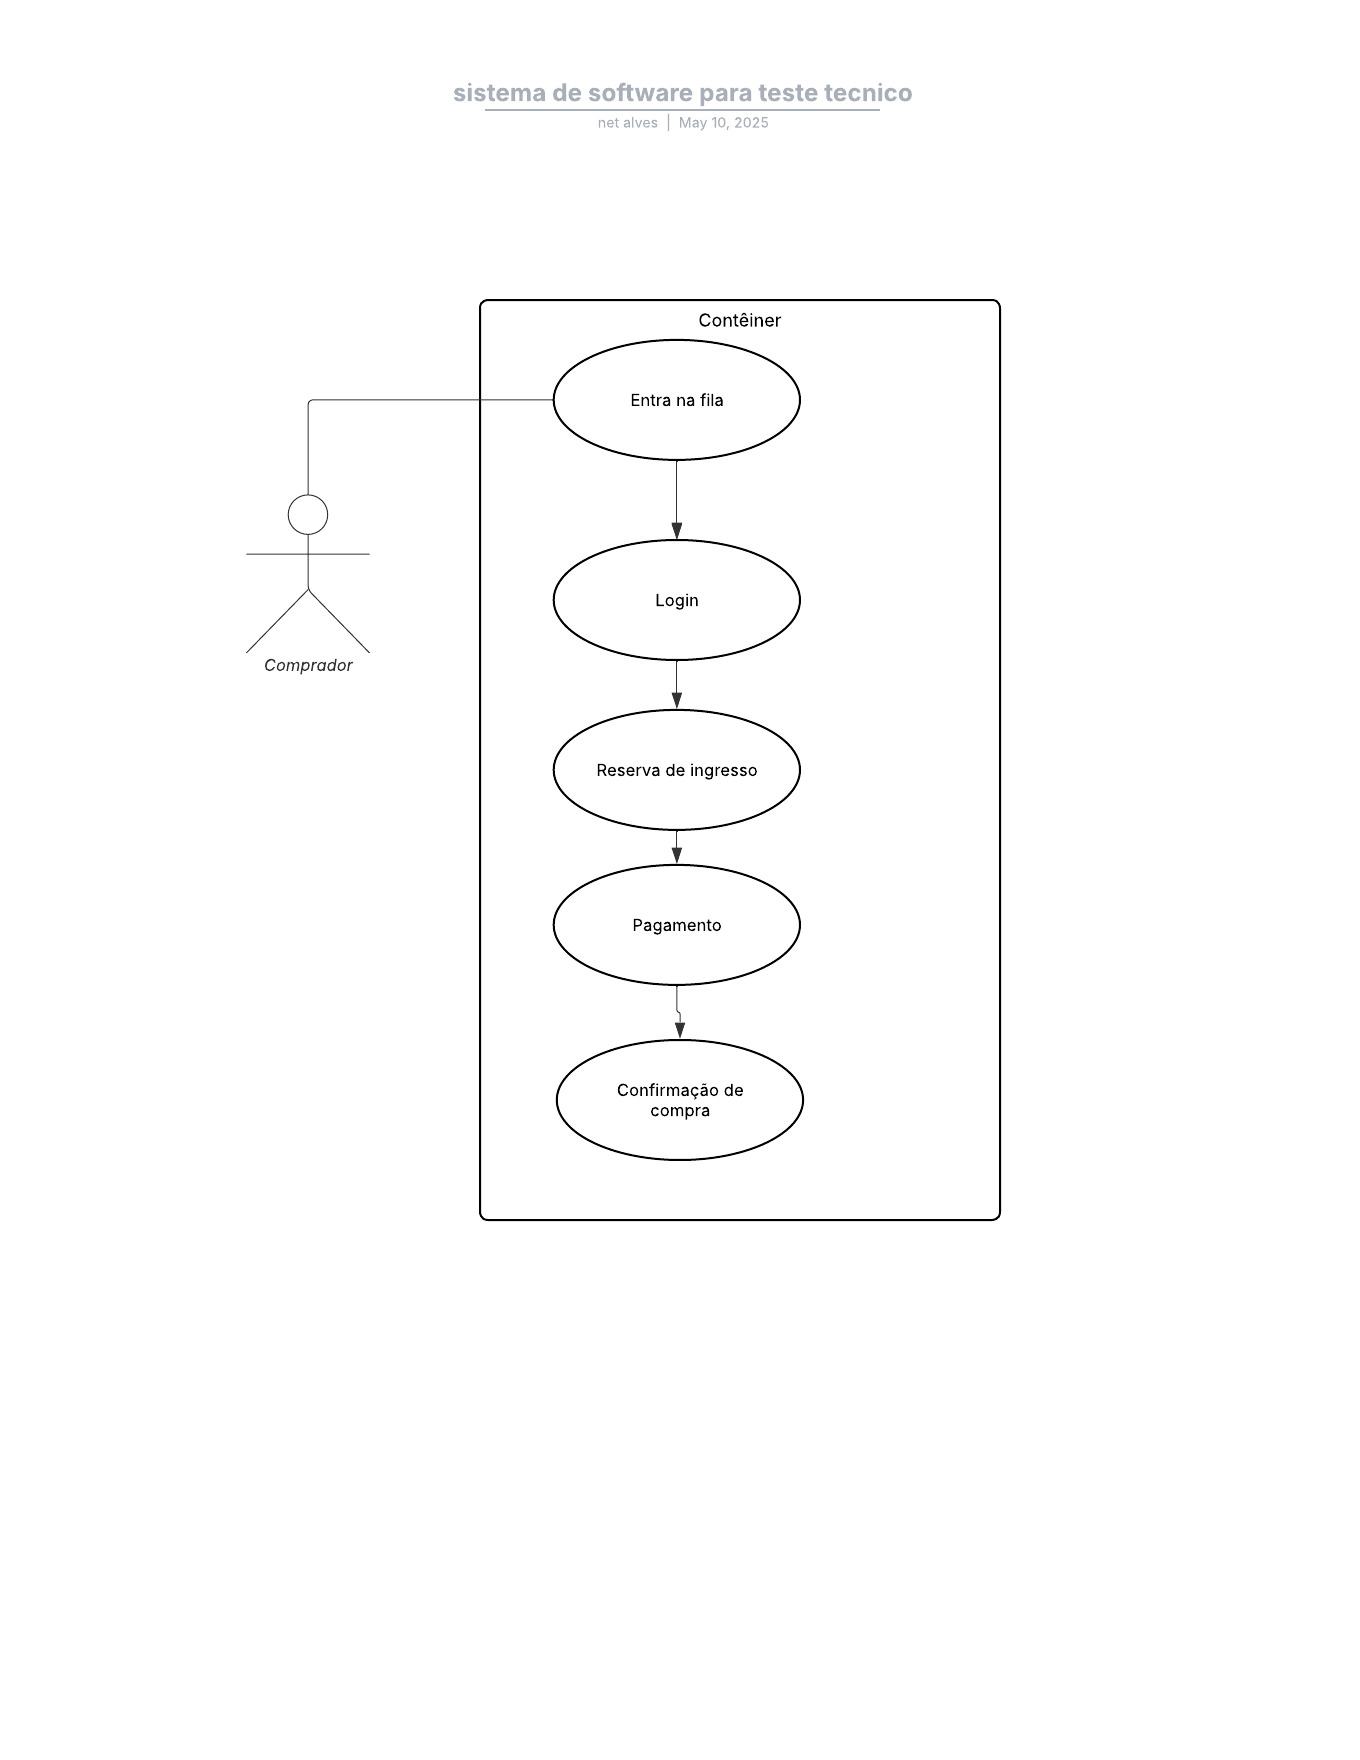 sistema de software para teste tecnico
net alves | May 10, 2025
Contêiner
Entra na fila
Login
Comprador
Reserva de ingresso
Pagamento
Confirmação de
compra